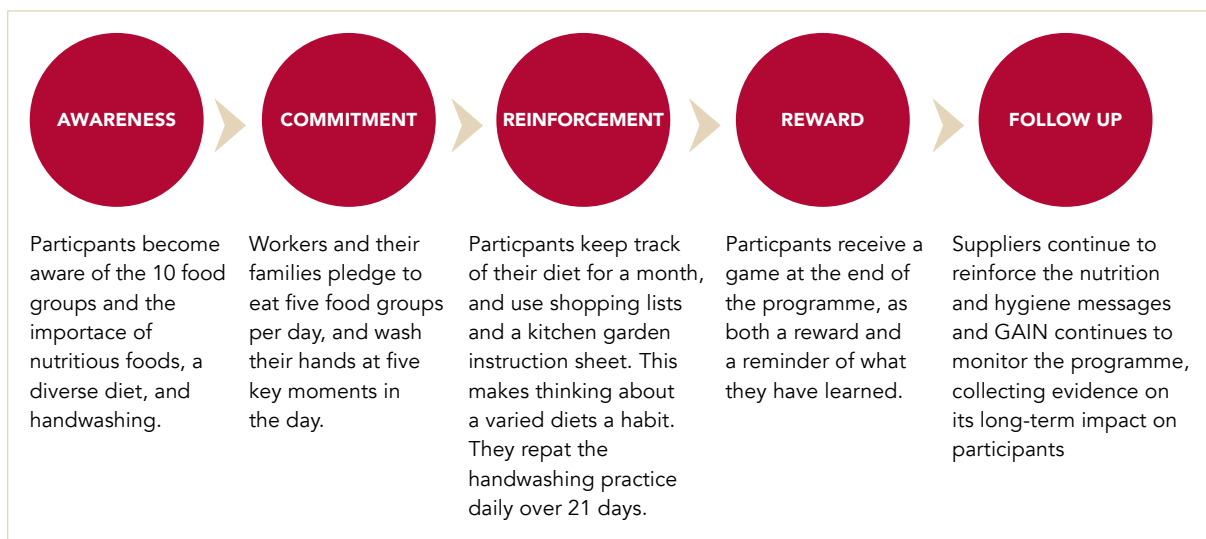 AWARENESS
COMMITMENT
REINFORCEMENT
REWARD
FOLLOW UP
Particpants become
aware of the 10 food
groups and the
importace of
nutritious foods, a
diverse diet, and
handwashing.
Workers and their
families pledge to
eat five food groups
per day, and wash
their hands at five
key moments in
the day.
Particpants keep track
of their diet for a month,
and use shopping lists
and a kitchen garden
instruction sheet. This
makes thinking about
a varied diets a habit.
They repat the
handwashing practice
daily over 21 days.
Particpants receive a
game at the end of
the programme, as
both a reward and
a reminder of what
they have learned.
Suppliers continue to
reinforce the nutrition
and hygiene messages
and GAIN continues to
monitor the programme,
collecting evidence on
its long-term impact on
participants